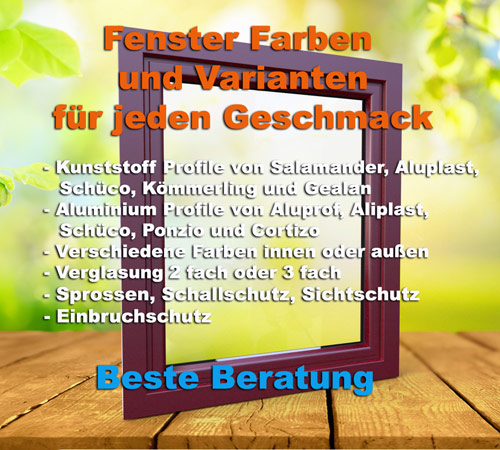 Fenster Farben
und Varianten
für jeden Geschmack
- Kunststoff Profile von Salamander, Aluplast,
Schüco, Kömmerling und Gealan
- Aluminium Profile von Aluprof, Aliplast,
Schüco, Ponzio und Cortizo
- Verschiedene Farben innen oder außen
- Verglasung 2 fach oder 3 fach
- Sprossen, Schallschutz, Sichtschutz
- Einbruchschutz
Beste Beratung